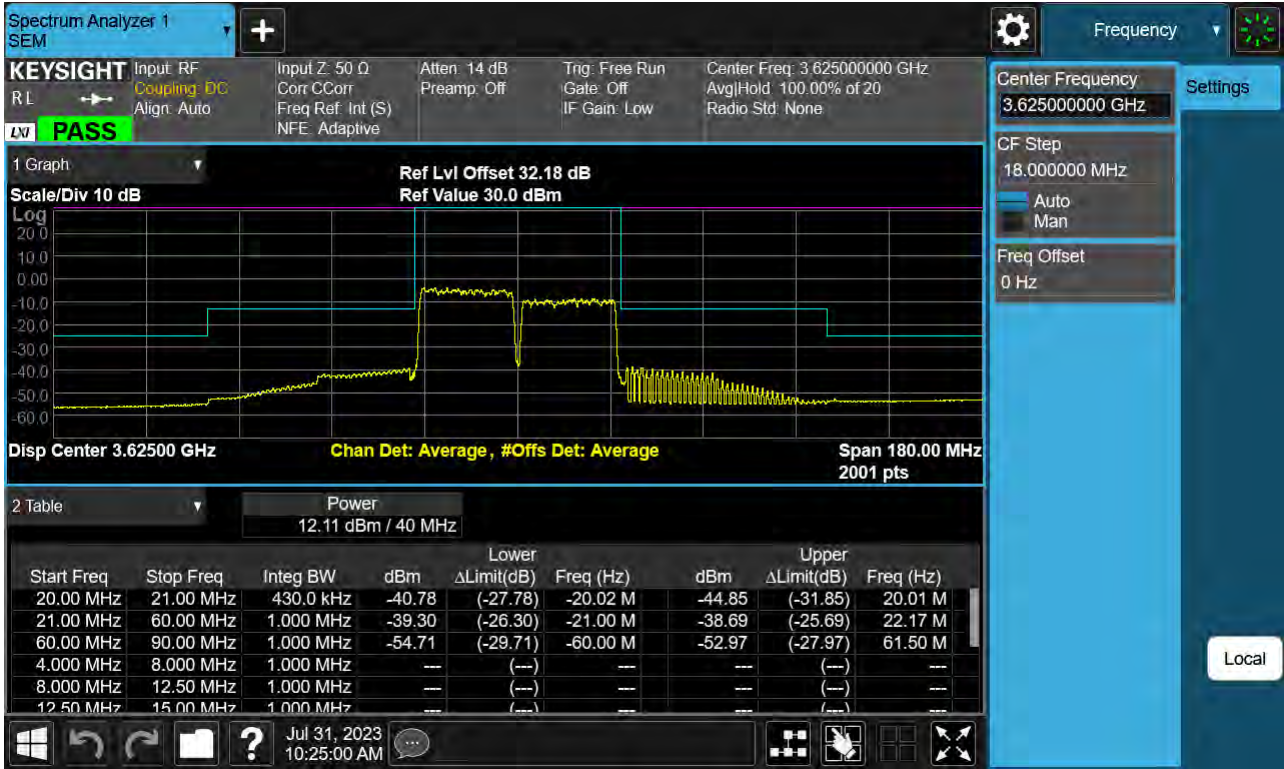 Spectrum Analyzer 1
SEM
+
Frequency
KEYSIGHT
R L
LXI
PASS
Input: RF
Coupling: DC
Align: Auto
Input Z: 50 Ω
Corr CCorr
Freq Ref: Int (S)
NFE: Adaptive
Atten: 14 dB
Preamp: Off
Trig: Free Run
Gate: Off
IF Gain: Low
Center Freq: 3.625000000 GHz
Avg|Hold: 100.00% of 20
Radio Std: None
Center Frequency
3.625000000 GHz
Settings
CF Step
18.000000 MHz
Auto
Man
Freq Offset
0 Hz
Local
1 Graph
Scale/Div 10 dB
Ref Lvl Offset 32.18 dB
Ref Value 30.0 dBm
Log
20.0
10.0
0.00
-10.0
-20.0
-30.0
-40.0
-50.0
-60.0
Disp Center 3.62500 GHz
Chan Det: Average, #Offs Det: Average
Span 180.00 MHz
2001 pts
2 Table
Power
12.11 dBm / 40 MHz
Lower Upper
Start Freq Stop Freq Integ BW dBm ΔLimit(dB) Freq (Hz) dBm ΔLimit(dB) Freq (Hz)
20.00 MHz 21.00 MHz 430.0 kHz -40.78 (-27.78) -20.02 M -44.85 (-31.85) 20.01 M
21.00 MHz 60.00 MHz 1.000 MHz -39.30 (-26.30) -21.00 M -38.69 (-25.69) 22.17 M
60.00 MHz 90.00 MHz 1.000 MHz -54.71 (-29.71) -60.00 M -52.97 (-27.97) 61.50 M
4.000 MHz 8.000 MHz 1.000 MHz --- (---) --- --- (---) ---
8.000 MHz 12.50 MHz 1.000 MHz --- (---) --- --- (---) ---
12.50 MHz 15.00 MHz 1.000 MHz --- (---) --- --- (---) ---
?
Jul 31, 2023
10:25:00 AM